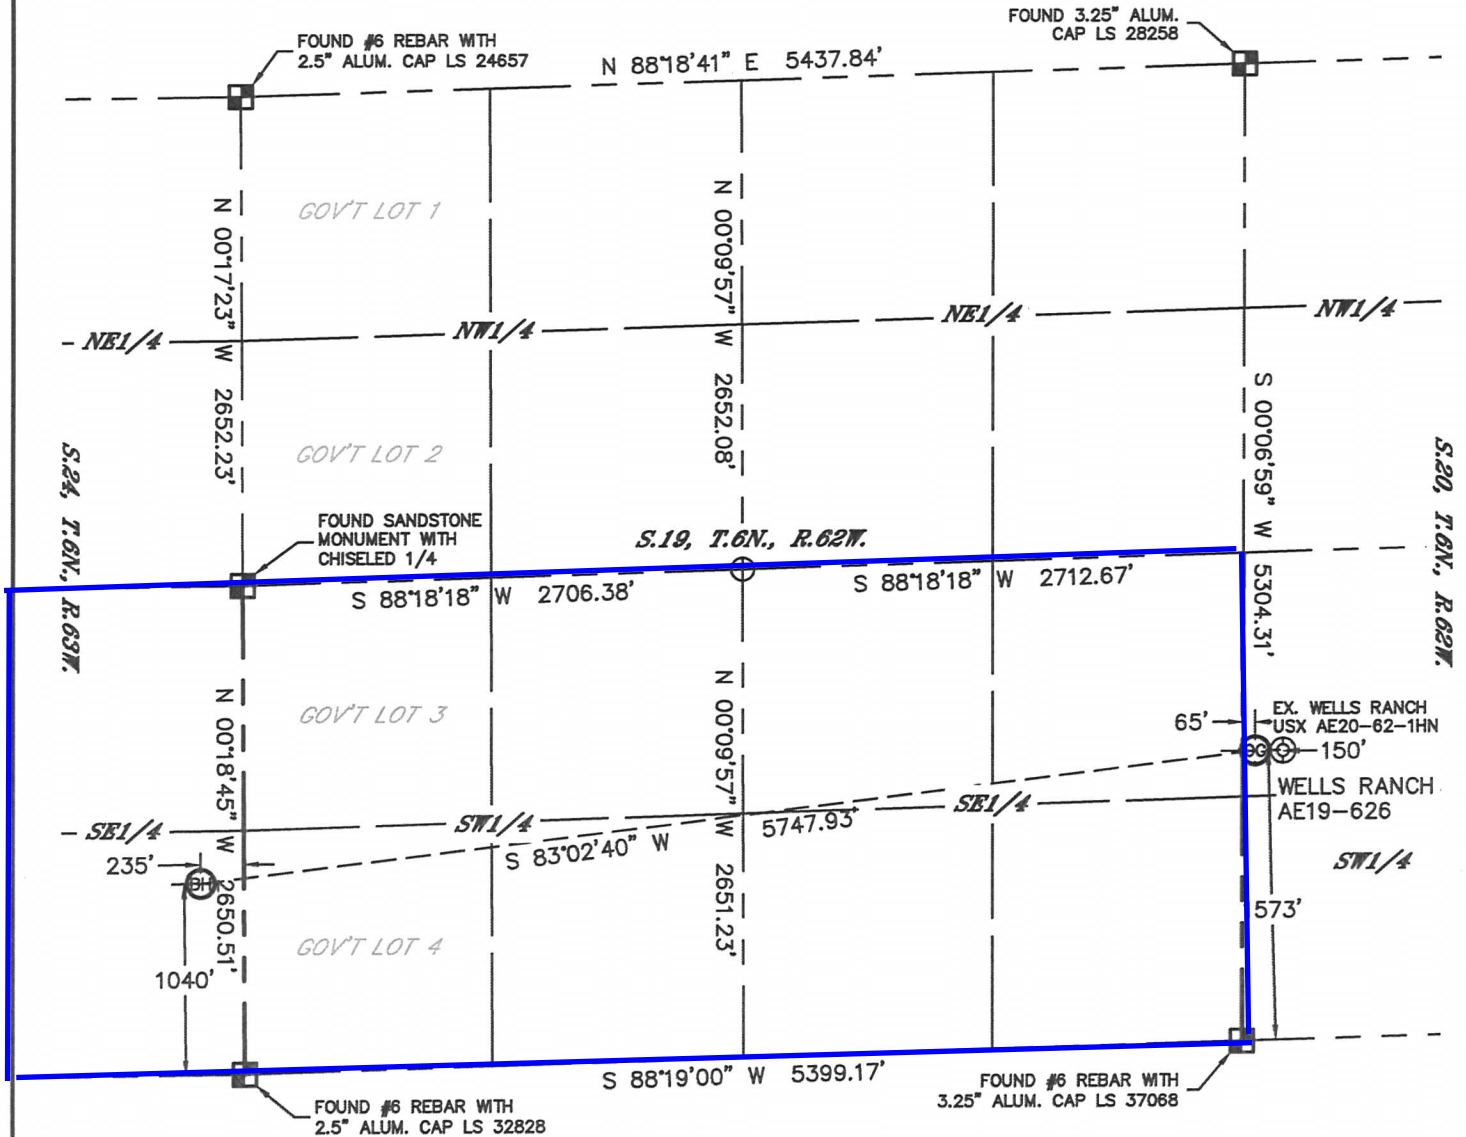 FOUND 3.25" ALUM.
CAP LS 28258
FOUND #6 REBAR WITH
2.5" ALUM. CAP LS 24657
N 88°18'41" E 5437.84'
N 00°17'23" W 2652.23'
GOV'T LOT 1
N 00°09'57" W 2652.08'
NE1/4
NW1/4
NE1/4
NW1/4
S 00°06'59" W 5304.31'
S.24, T.6N., R.63W.
GOV'T LOT 2
S.20, T.6N., R.62W.
FOUND SANDSTONE
MONUMENT WITH
CHISELED 1/4
S.19, T.6N., R.62W.
S 88°18'18" W 2706.38'
S 88°18'18" W 2712.67'
N 00°18'45" W 2650.51'
GOV'T LOT 3
N 00°09'57" W 2651.23'
65'
EX. WELLS RANCH
USX AE20-62-1HN
150'
WELLS RANCH
AE19-626
SE1/4
SW1/4
S 83°02'40" W 5747.93'
SE1/4
SW1/4
235'
BH
573'
GOV'T LOT 4
1040'
S 88°19'00" W 5399.17'
FOUND #6 REBAR WITH
3.25" ALUM. CAP LS 37068
FOUND #6 REBAR WITH
2.5" ALUM. CAP LS 32828